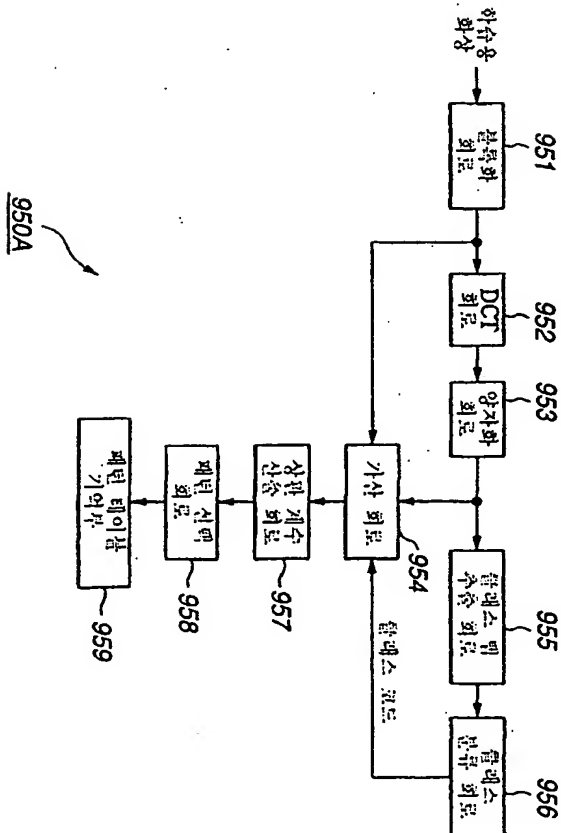 학습용
화상
951
블록화
회로
952
DCT
회로
953
양자화
회로
955
클래스 탭
추출 회로
956
클래스
분류 회로
954
가산 회로
클래스 코드
957
상관 계수
산출 회로
958
패턴 선택
회로
959
패턴 테이블
기억부
950A